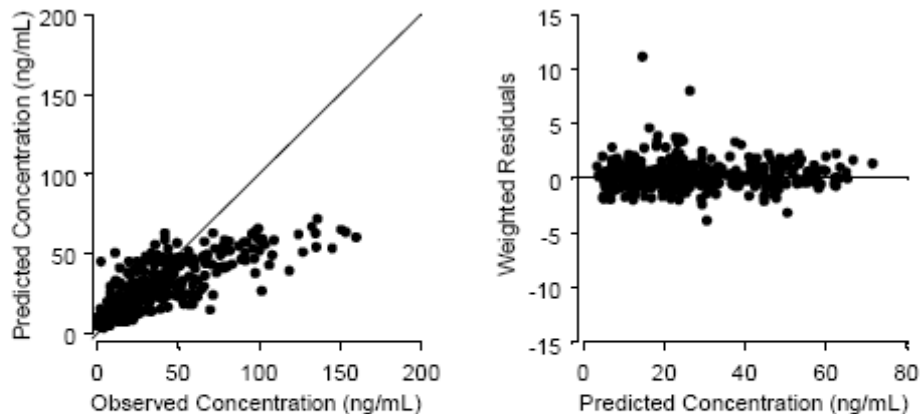 Predicted Concentration (ng/mL)
200
150
100
50
0
0 50 100 150 200
Observed Concentration (ng/mL)
Weighted Residuals
15
10
5
0
-5
-10
-15
0 20 40 60 80
Predicted Concentration (ng/mL)